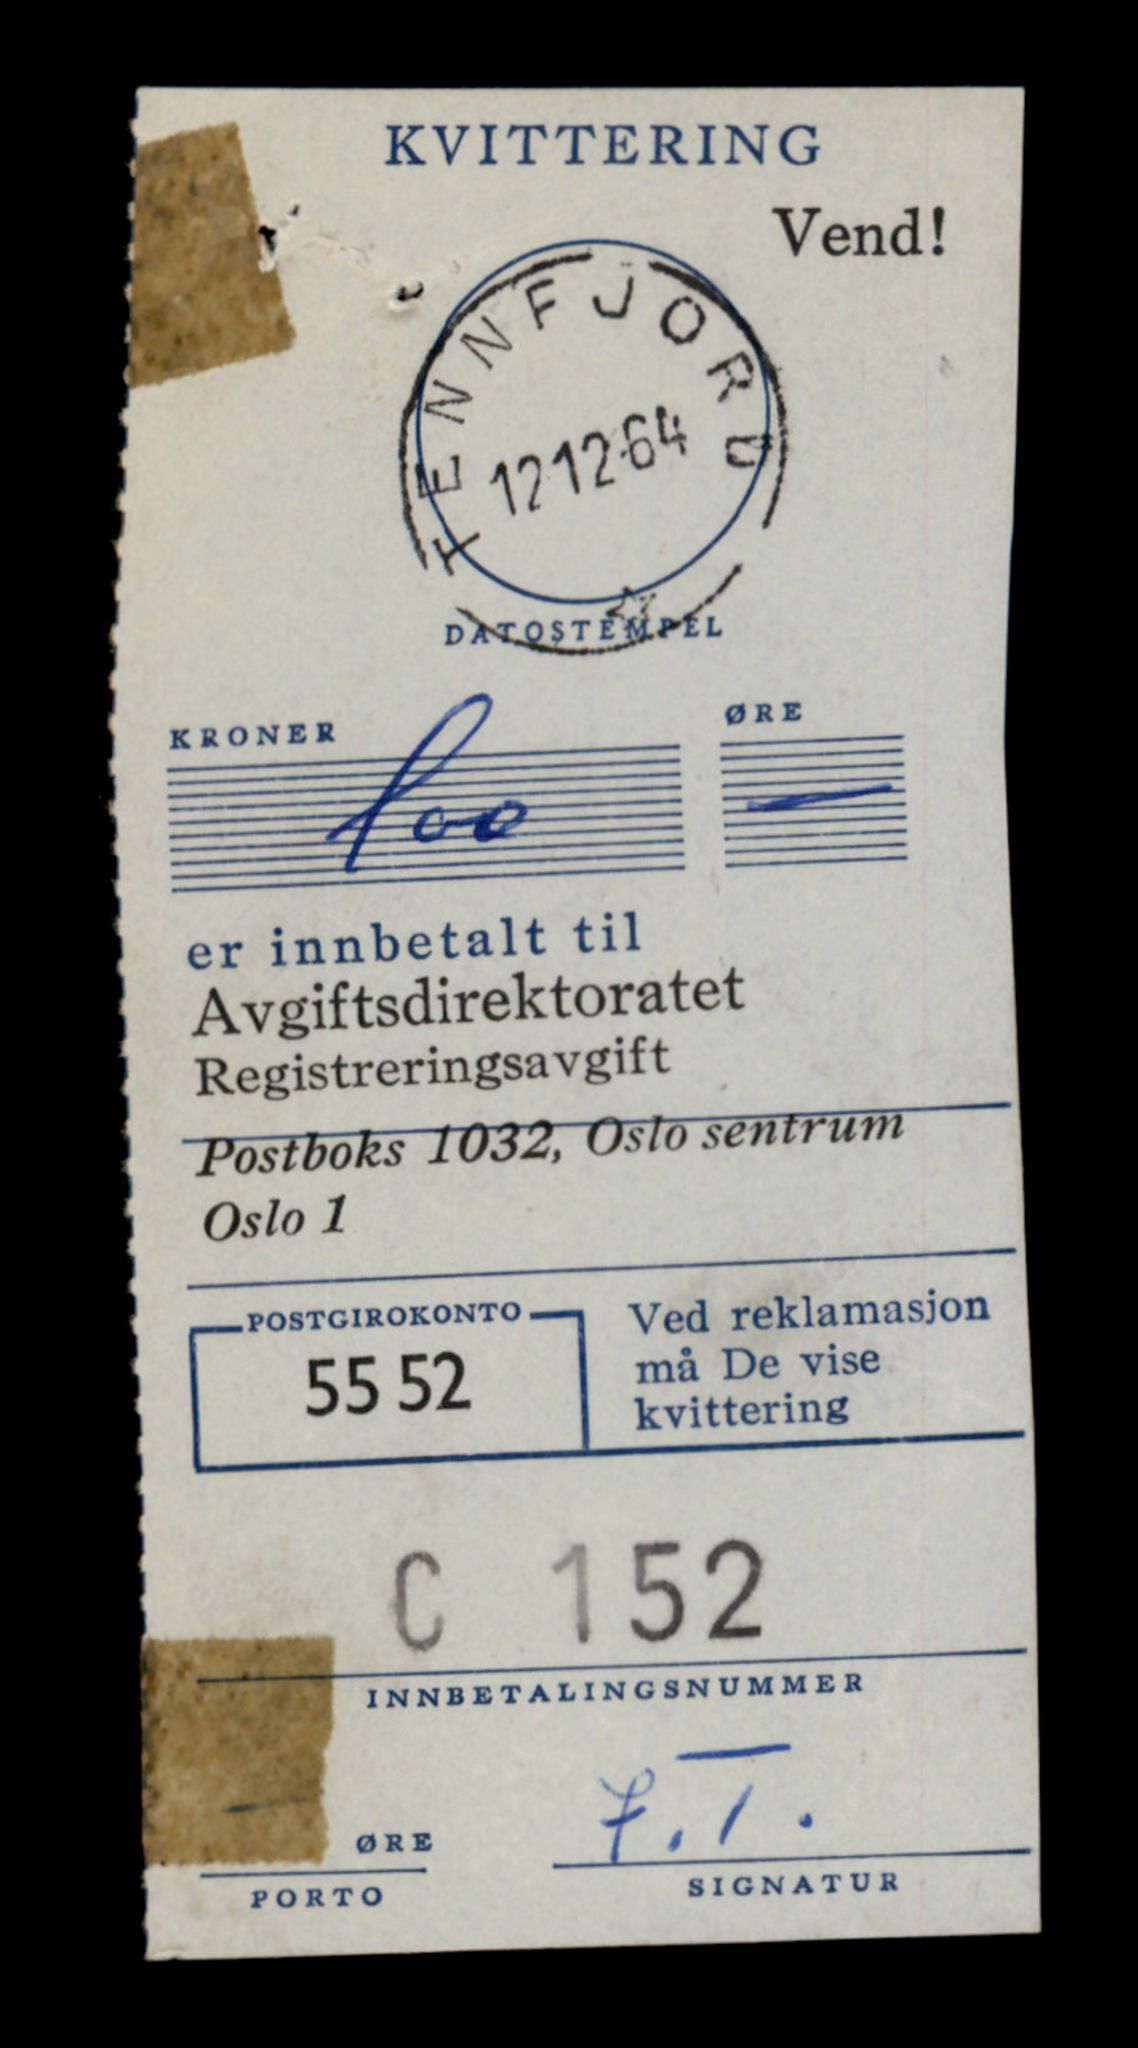 KVITTERING
Vend!
TENNFJORD
12.12.64
DATOSTEMPEL
KRONER
ØRE
100
—
er innbetalt til
Avgiftsdirektoratet
Registreringsavgift
Postboks 1032, Oslo sentrum
Oslo 1
POSTGIROKONTO
55 52
Ved reklamasjon
må De vise
kvittering
C 152
INNBETALINGSNUMMER
ØRE
PORTO
SIGNATUR